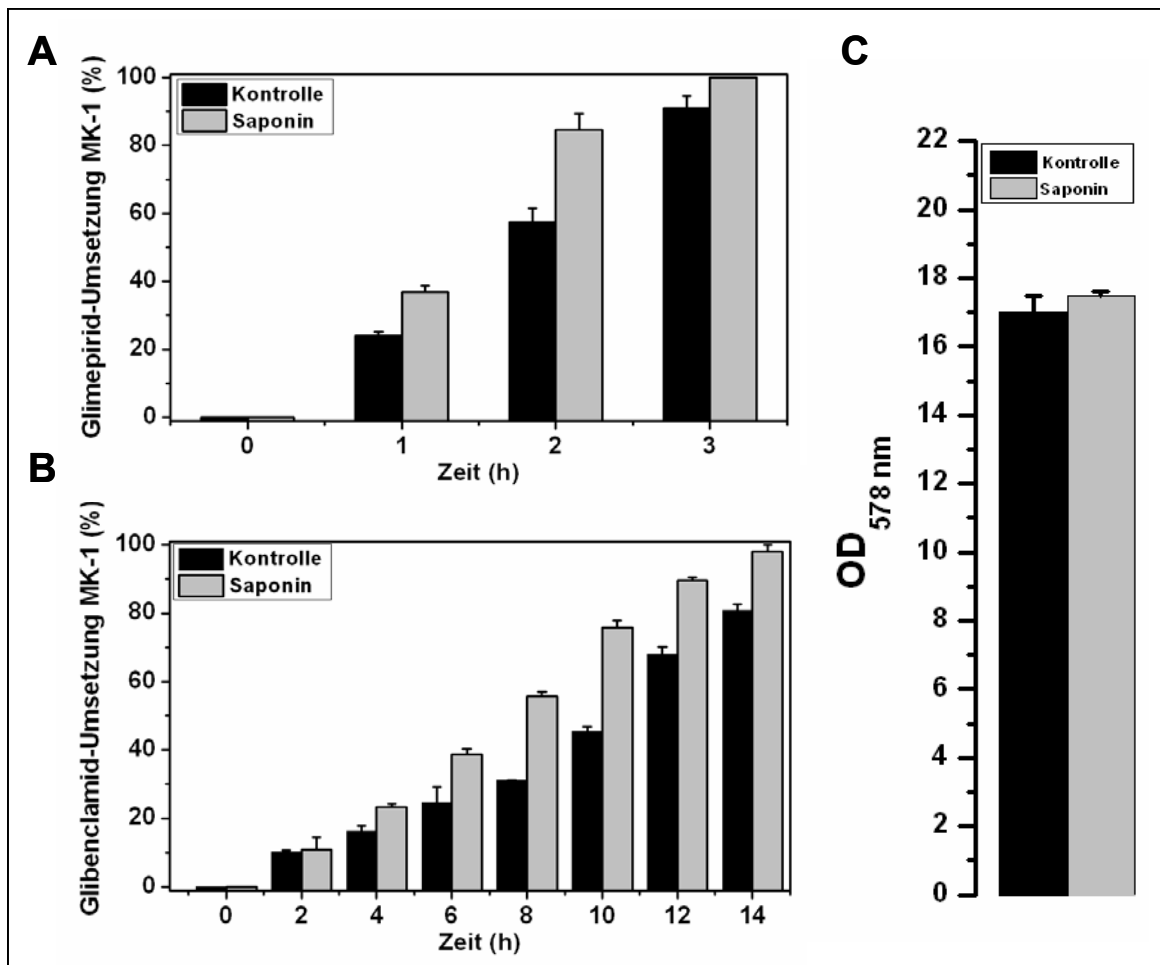 A
Glimepirid-Umsetzung MK-1 (%)
100
80
60
40
20
0
Kontrolle
Saponin
0 1 2 3
Zeit (h)
B
Glibenclamid-Umsetzung MK-1 (%)
100
80
60
40
20
0
Kontrolle
Saponin
0 2 4 6 8 10 12 14
Zeit (h)
C
OD578 nm
22
20
18
16
14
12
10
8
6
4
2
0
Kontrolle
Saponin